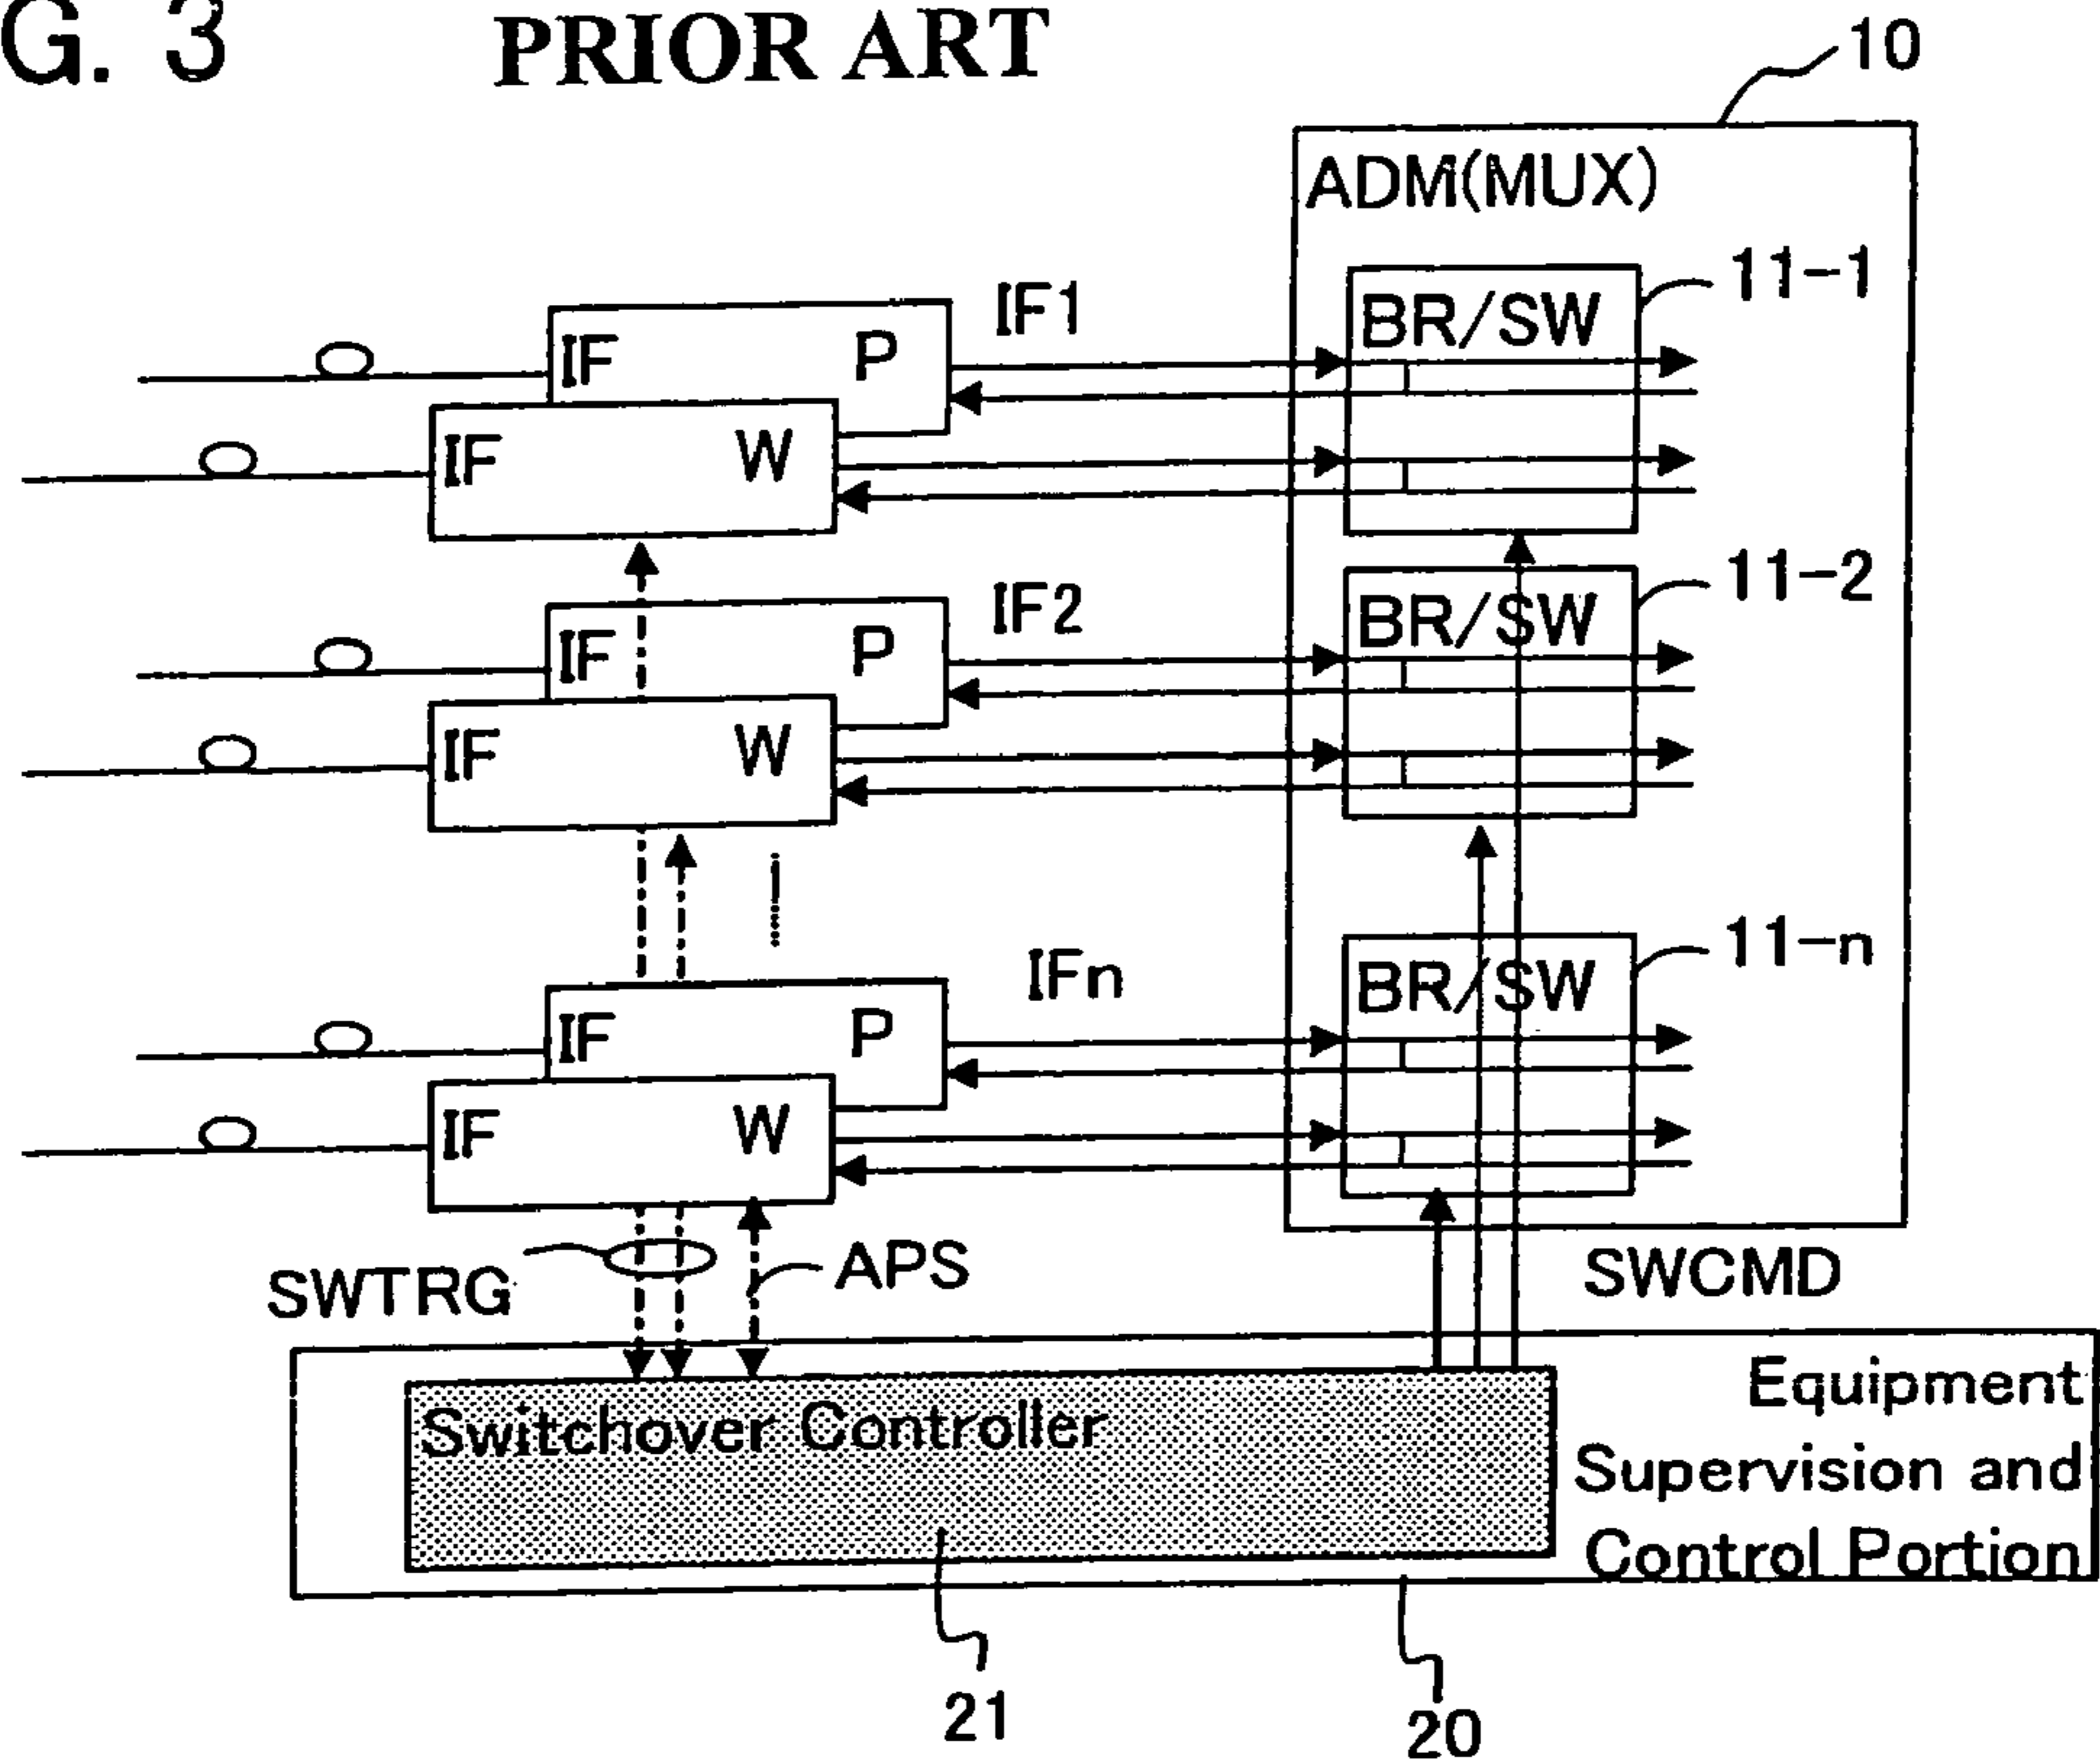 G. 3 PRIOR ART
10
ADM(MUX)
11-1
IF1
BR/SW
IF P
IF W
11-2
IF2
BR/SW
IF P
IF W
11-n
IFn
BR/SW
IF P
IF W
SWTRG
APS
SWCMD
Switchover Controller
Equipment
Supervision and
Control Portion
21
20